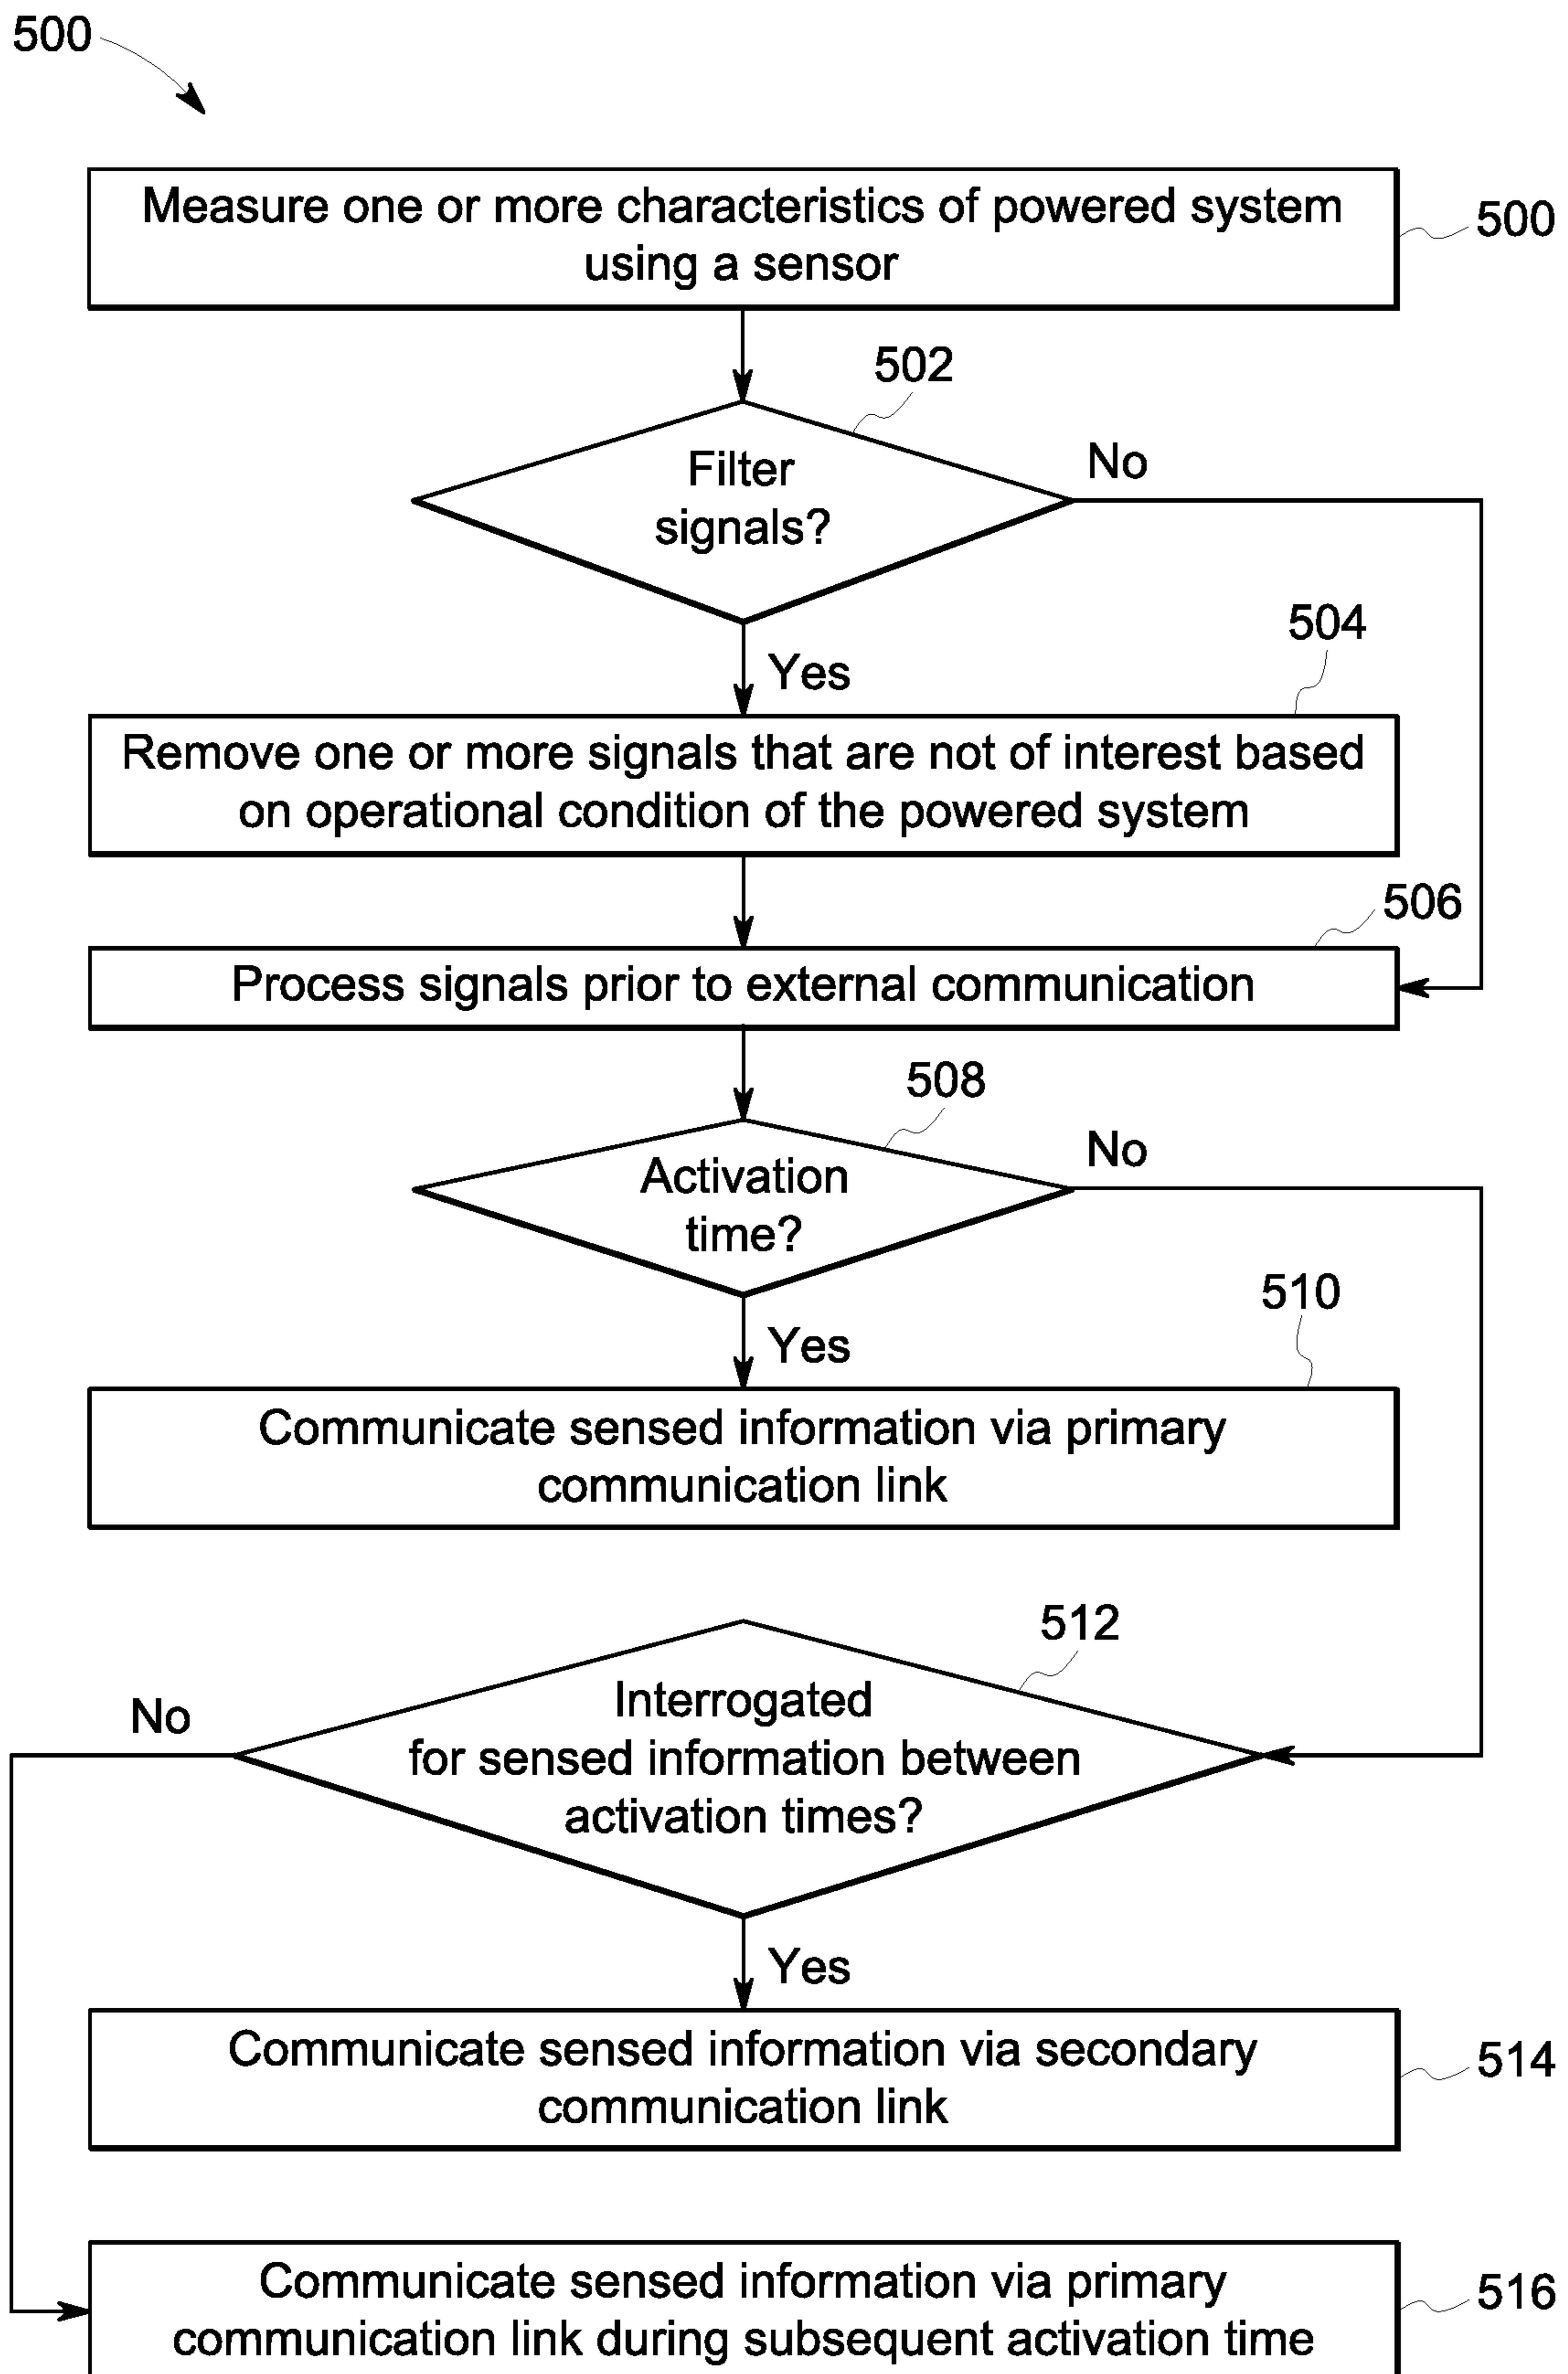 500
Measure one or more characteristics of powered system
using a sensor
500
502
Filter
signals?
No
Yes
504
Remove one or more signals that are not of interest based
on operational condition of the powered system
506
Process signals prior to external communication
508
Activation
time?
No
Yes
510
Communicate sensed information via primary
communication link
512
Interrogated
for sensed information between
activation times?
No
Yes
Communicate sensed information via secondary
communication link
514
Communicate sensed information via primary
communication link during subsequent activation time
516